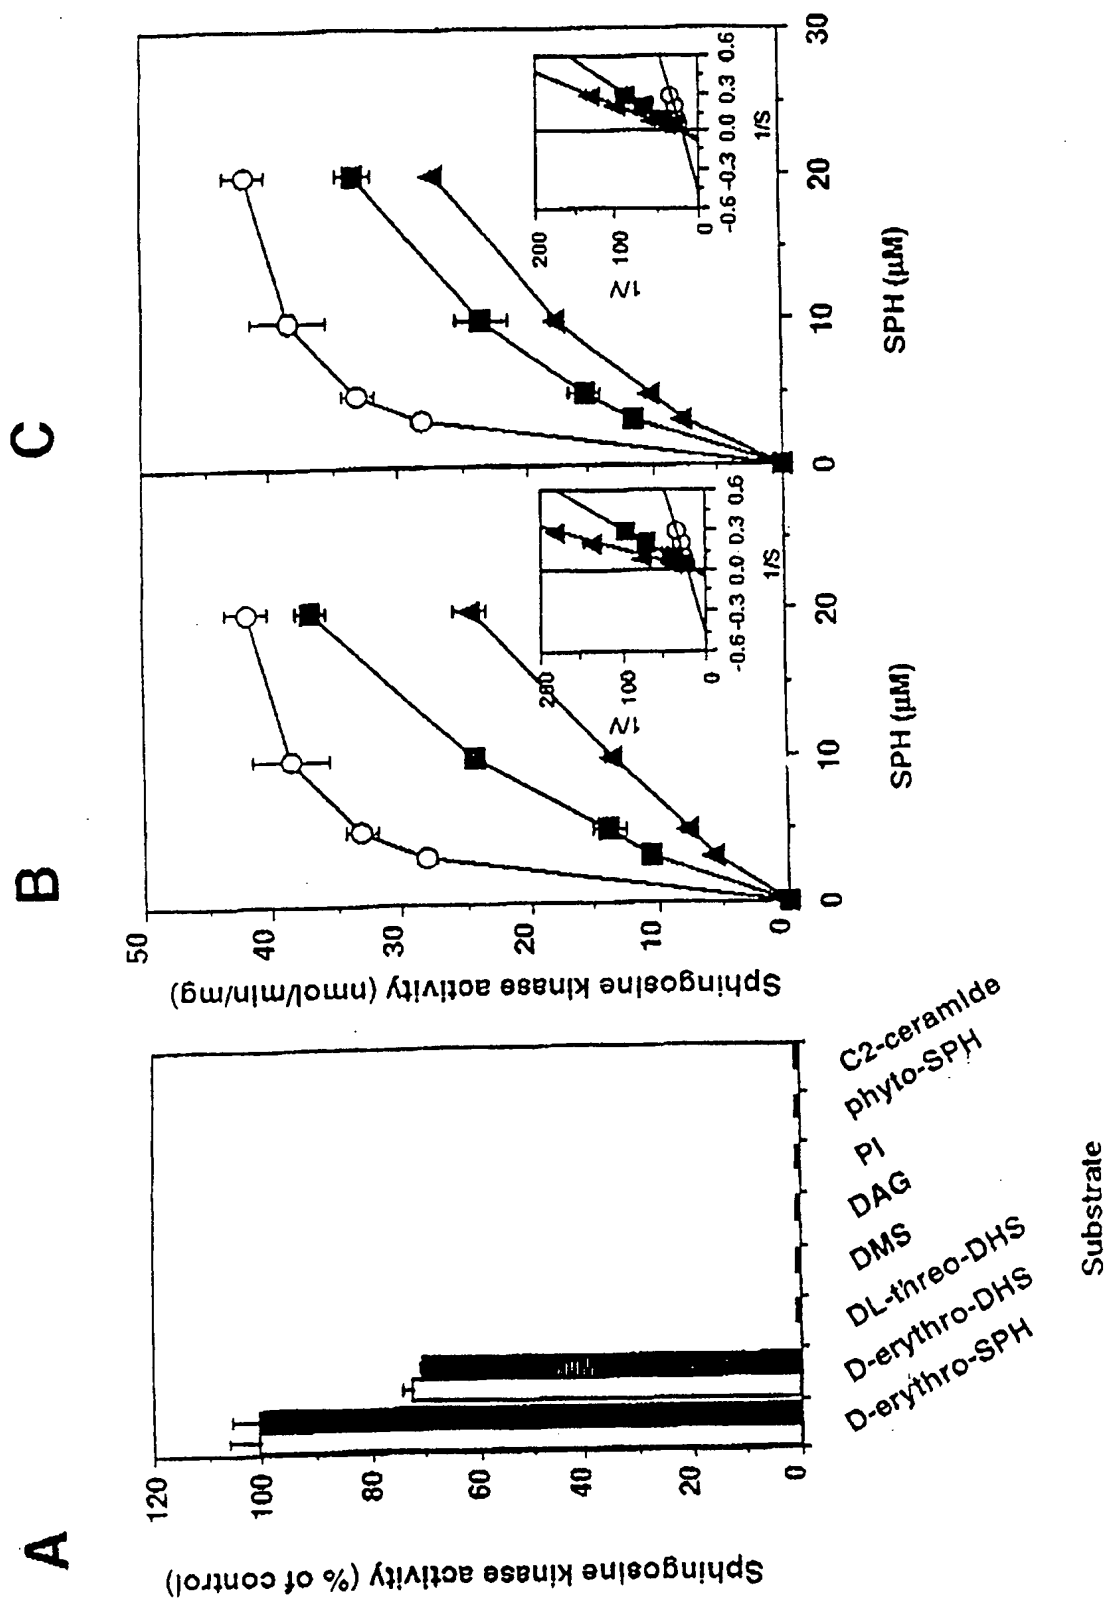 A
Sphingosine kinase activity (% of control)
120
100
80
60
40
20
0
D-erythro-SPH
D-erythro-DHS
DL-threo-DHS
DMS
DAG
PI
phyto-SPH
C2-ceramide
Substrate
B
Sphingosine kinase activity (nmol/min/mg)
50
40
30
20
10
0
0
10
20
SPH (μM)
200
100
0
1/V
-0.6 -0.3 0.0 0.3 0.6
1/S
C
0
10
20
30
SPH (μM)
200
100
0
1/V
-0.6 -0.3 0.0 0.3 0.6
1/S